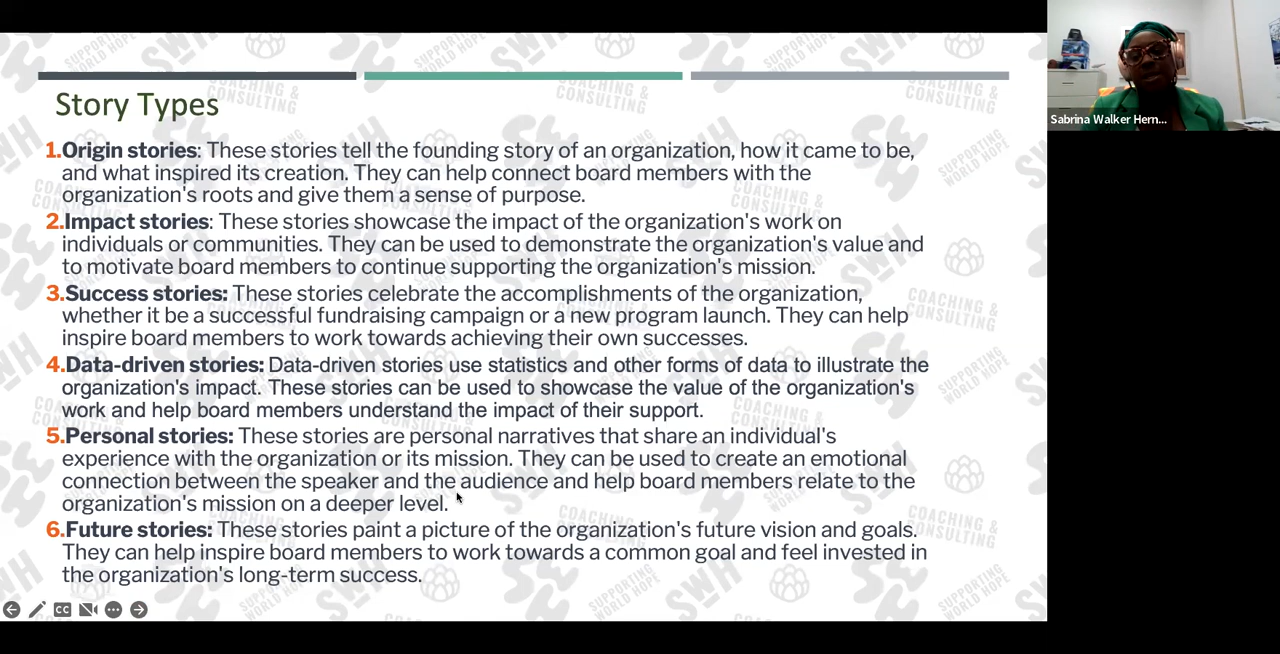 Story Types
1.Origin stories: These stories tell the founding story of an organization, how it came to be,
and what inspired its creation. They can help connect board members with the
organization's roots and give them a sense of purpose.
2.Impact stories: These stories showcase the impact of the organization's work on
individuals or communities. They can be used to demonstrate the organization's value and
to motivate board members to continue supporting the organization's mission.
3.Success stories: These stories celebrate the accomplishments of the organization,
whether it be a successful fundraising campaign or a new program launch. They can help
inspire board members to work towards achieving their own successes.
4.Data-driven stories: Data-driven stories use statistics and other forms of data to illustrate the
organization's impact. These stories can be used to showcase the value of the organization's
work and help board members understand the impact of their support.
5.Personal stories: These stories are personal narratives that share an individual's
experience with the organization or its mission. They can be used to create an emotional
connection between the speaker and the audience and help board members relate to the
organization's mission on a deeper level.
6.Future stories: These stories paint a picture of the organization's future vision and goals.
They can help inspire board members to work towards a common goal and feel invested in
the organization's long-term success.
CC
Sabrina Walker Hern...
SWH
SUPPORTING
WORLD HOPE
COACHING &
CONSULTING